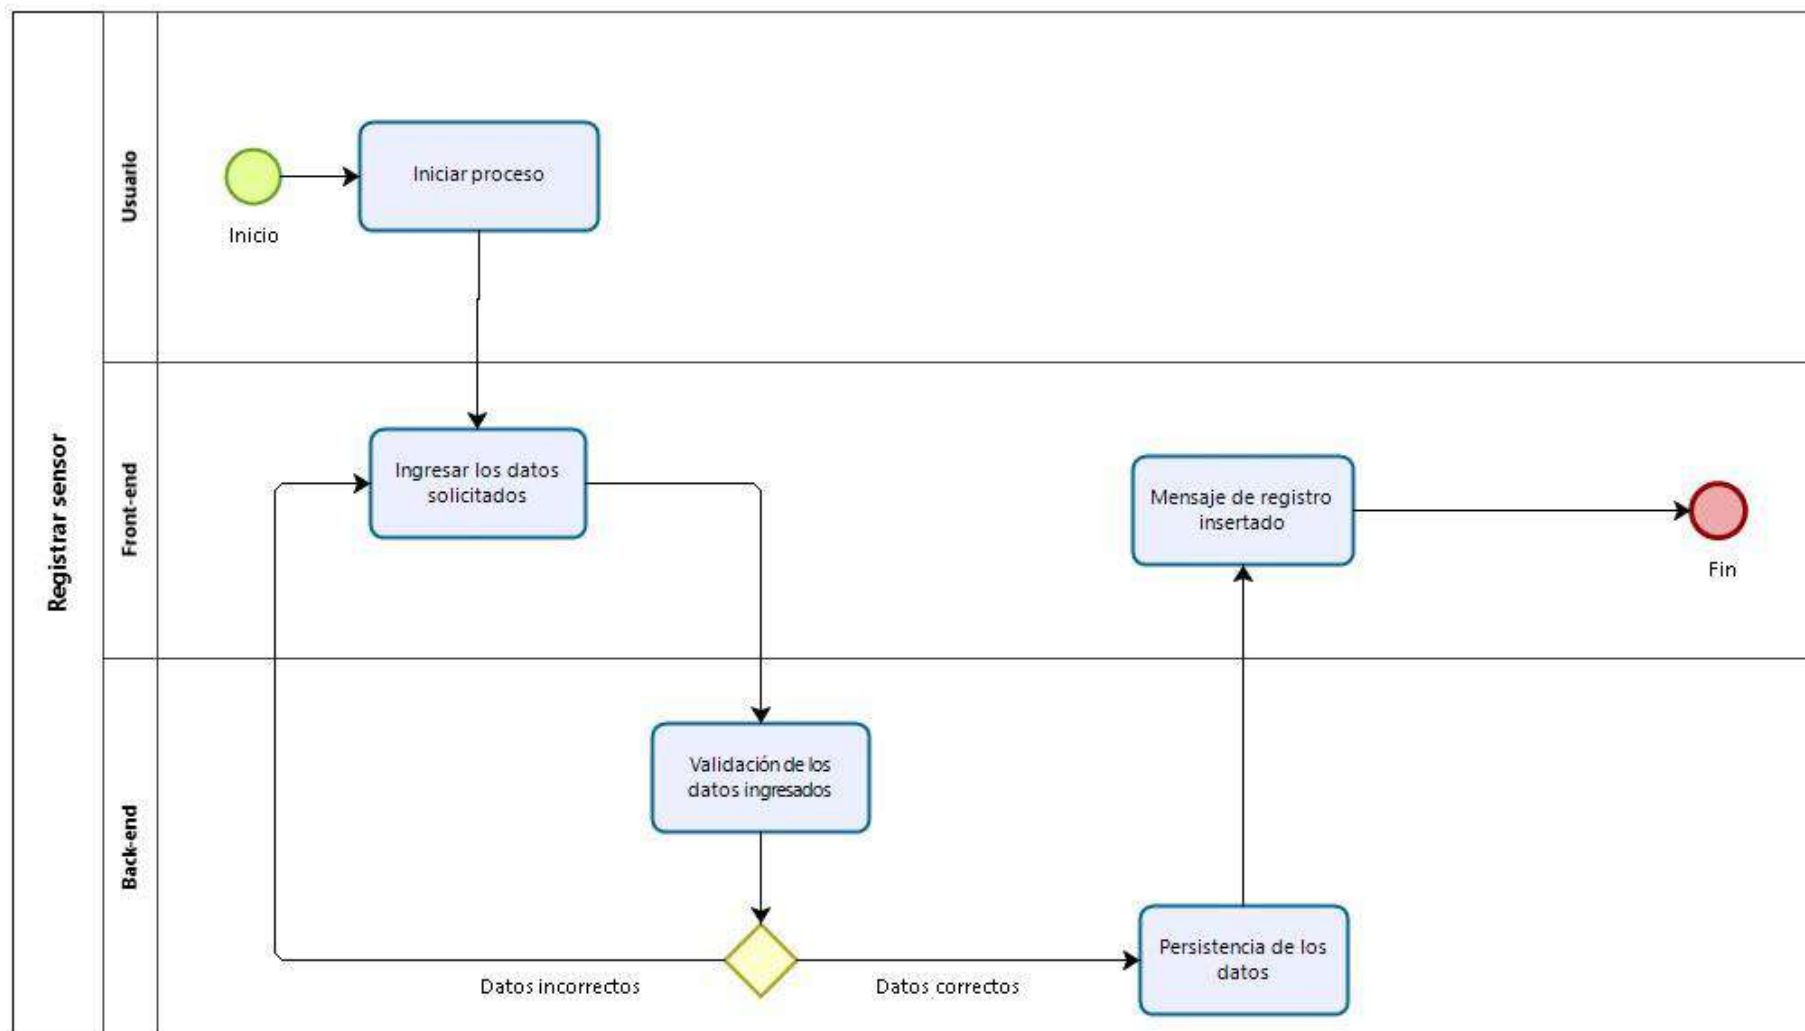 Registrar sensor
Usuario
Inicio
Iniciar proceso
Front-end
Ingresar los datos
solicitados
Mensaje de registro
insertado
Fin
Back-end
Validación de los
datos ingresados
Datos incorrectos
Datos correctos
Persistencia de los
datos